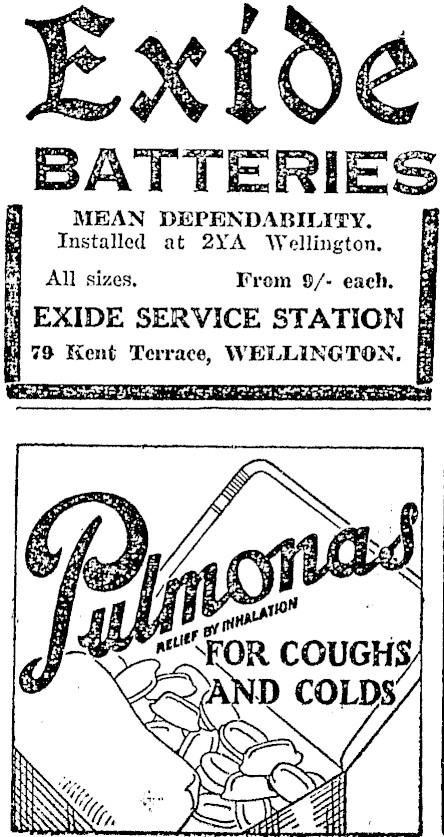 Exide
BATTERIES
MEAN DEPENDABILITY.
Installed at 2YA Wellington.
All sizes. From 9/- each.
EXIDE SERVICE STATION
79 Kent Terrace, WELLINGTON.
Pulmonas
RELIEF BY INHALATION
FOR COUGHS
AND COLDS